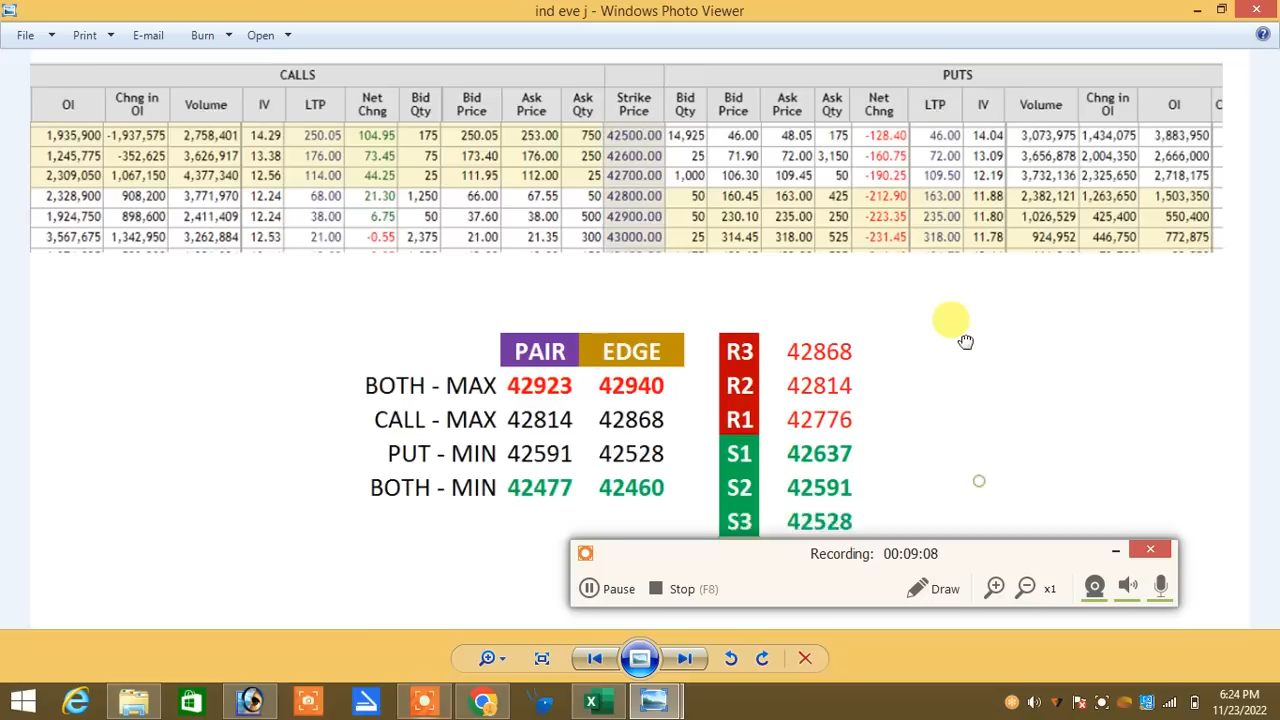 ind eve j - Windows Photo Viewer
File Print E-mail Burn Open
CALLS PUTS
OI Chng in OI Volume IV LTP Net Chng Bid Qty Bid Price Ask Price Ask Qty Strike Price Bid Qty Bid Price Ask Price Ask Qty Net Chng LTP IV Volume Chng in OI OI
1,935,900 -1,937,575 2,758,401 14.29 250.05 104.95 175 250.05 253.00 750 42500.00 14,925 46.00 48.05 175 -128.40 46.00 14.04 3,073,975 1,434,075 3,883,950
1,245,775 -352,625 3,626,917 13.38 176.00 73.45 75 173.40 176.00 250 42600.00 25 71.90 72.00 3,150 -160.75 72.00 13.09 3,656,878 2,004,350 2,666,000
2,309,050 1,067,150 4,377,340 12.56 114.00 44.25 25 111.95 112.00 25 42700.00 1,000 106.30 109.45 50 -190.25 109.50 12.19 3,732,136 2,325,650 2,718,175
2,328,900 908,200 3,771,970 12.24 68.00 21.30 1,250 66.00 67.55 50 42800.00 50 160.45 163.00 425 -212.90 163.00 11.88 2,382,121 1,263,650 1,503,350
1,924,750 898,600 2,411,409 12.24 38.00 6.75 50 37.60 38.00 500 42900.00 50 230.10 235.00 250 -223.35 235.00 11.80 1,026,529 425,400 550,400
3,567,675 1,342,950 3,262,884 12.53 21.00 -0.55 2,375 21.00 21.35 300 43000.00 25 314.45 318.00 525 -231.45 318.00 11.78 924,952 446,750 772,875
PAIR EDGE R3 42868
BOTH - MAX 42923 42940 R2 42814
CALL - MAX 42814 42868 R1 42776
PUT - MIN 42591 42528 S1 42637
BOTH - MIN 42477 42460 S2 42591
S3 42528
Recording: 00:09:08
Pause Stop (F8) Draw x1
6:24 PM
11/23/2022